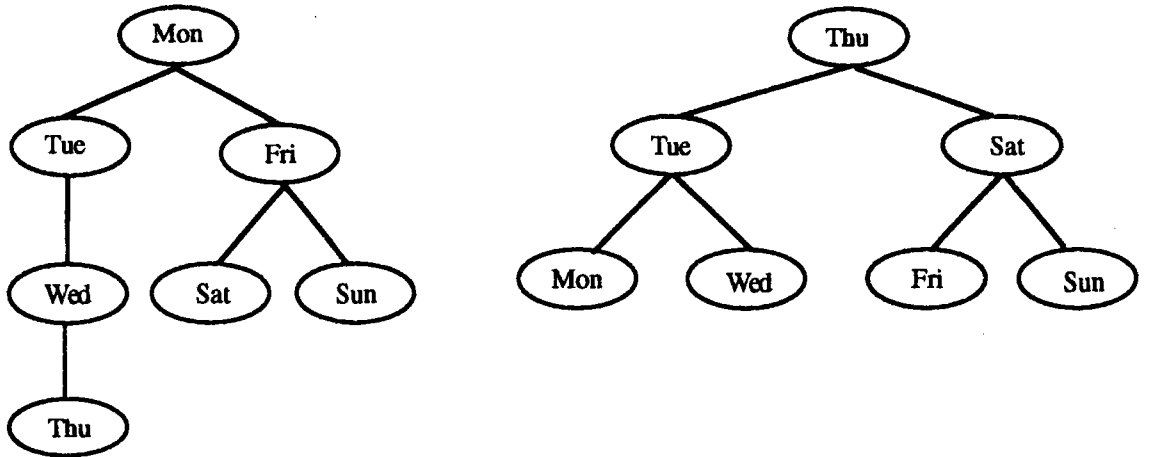 Mon
Thu
Tue
Fri
Tue
Sat
Wed
Sat
Sun
Mon
Wed
Fri
Sun
Thu